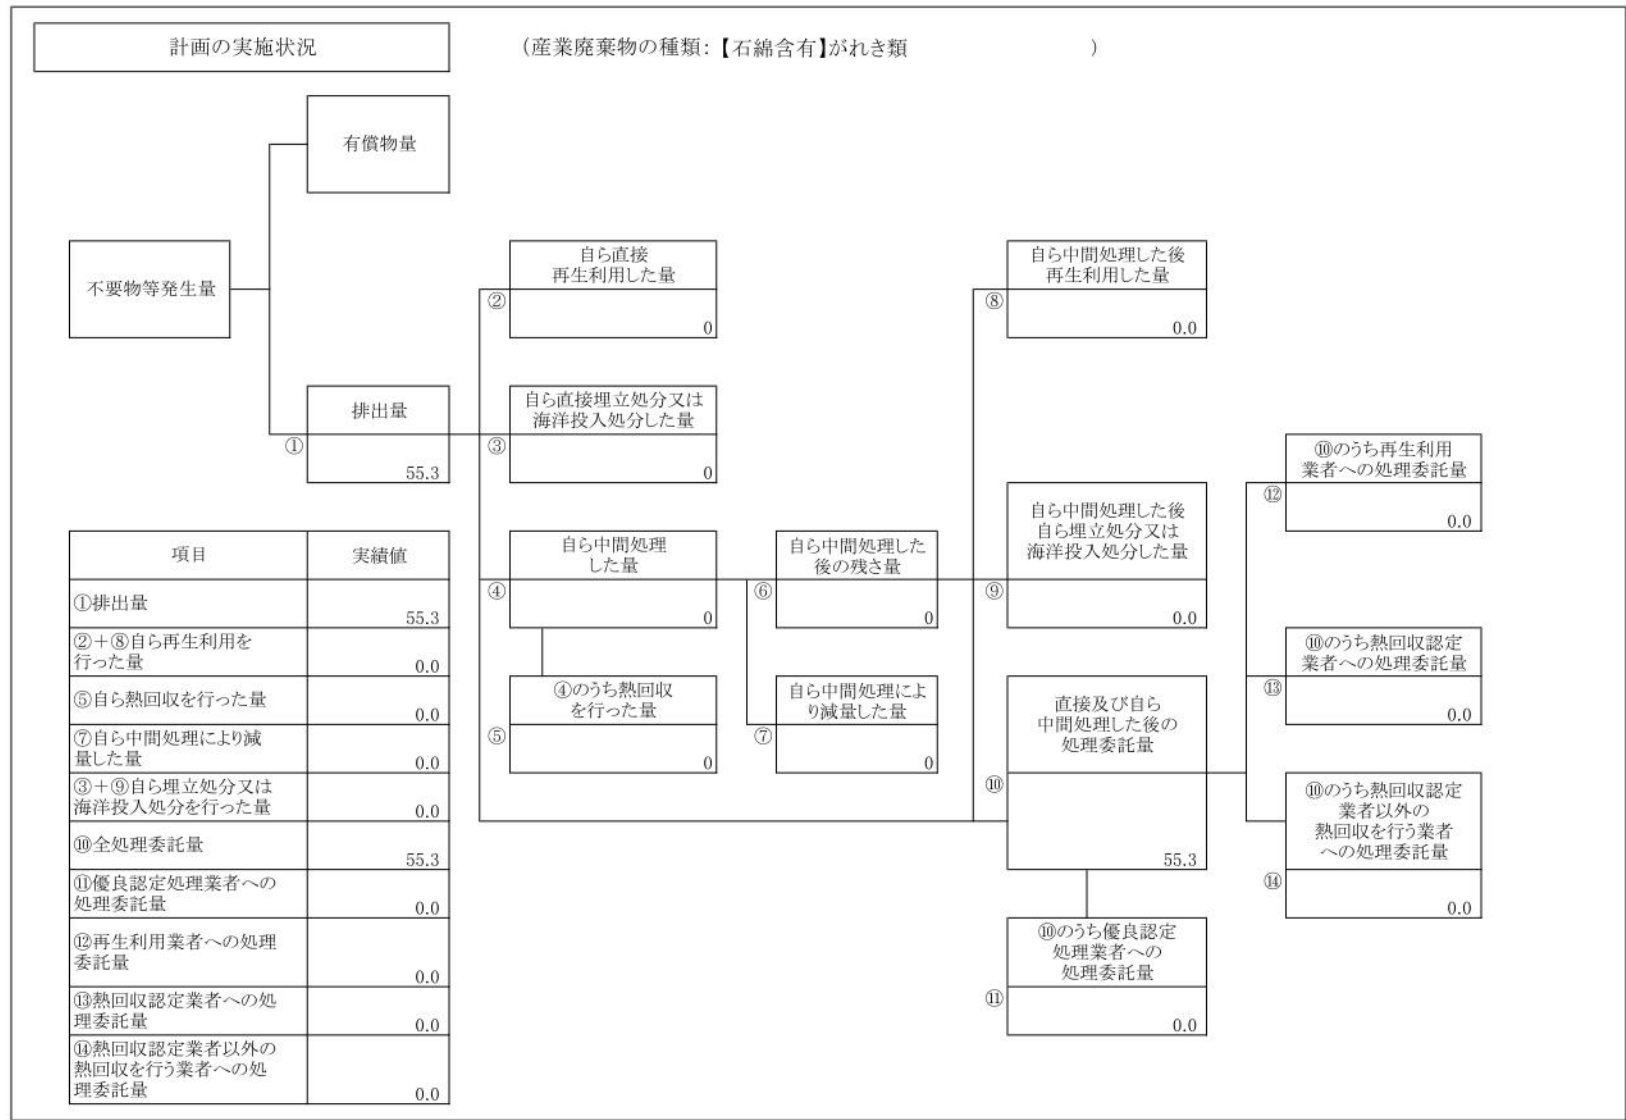 計画の実施状況
(産業廃棄物の種類：【石綿含有】がれき類 )
有償物量
不要物等発生量
自ら直接
再生利用した量
②
0
自ら中間処理した後
再生利用した量
⑧
0.0
排出量
①
55.3
自ら直接埋立処分又は
海洋投入処分した量
③
0
⑩のうち再生利用
業者への処理委託量
⑫
0.0
自ら中間処理した後
自ら埋立処分又は
海洋投入処分した量
⑨
0.0
自ら中間処理
した量
④
0
自ら中間処理した
後の残さ量
⑥
0
⑩のうち熱回収認定
業者への処理委託量
⑬
0.0
④のうち熱回収
を行った量
⑤
0
自ら中間処理によ
り減量した量
⑦
0
直接及び自ら
中間処理した後の
処理委託量
⑩
55.3
⑩のうち熱回収認定
業者以外の
熱回収を行う業者
への処理委託量
⑭
0.0
⑩のうち優良認定
処理業者への
処理委託量
⑪
0.0
項目 実績値
①排出量
55.3
②＋⑧自ら再生利用を
行った量
0.0
⑤自ら熱回収を行った量
0.0
⑦自ら中間処理により減
量した量
0.0
③＋⑨自ら埋立処分又は
海洋投入処分を行った量
0.0
⑩全処理委託量
55.3
⑪優良認定処理業者への
処理委託量
0.0
⑫再生利用業者への処理
委託量
0.0
⑬熱回収認定業者への処
理委託量
0.0
⑭熱回収認定業者以外の
熱回収を行う業者への処
理委託量
0.0